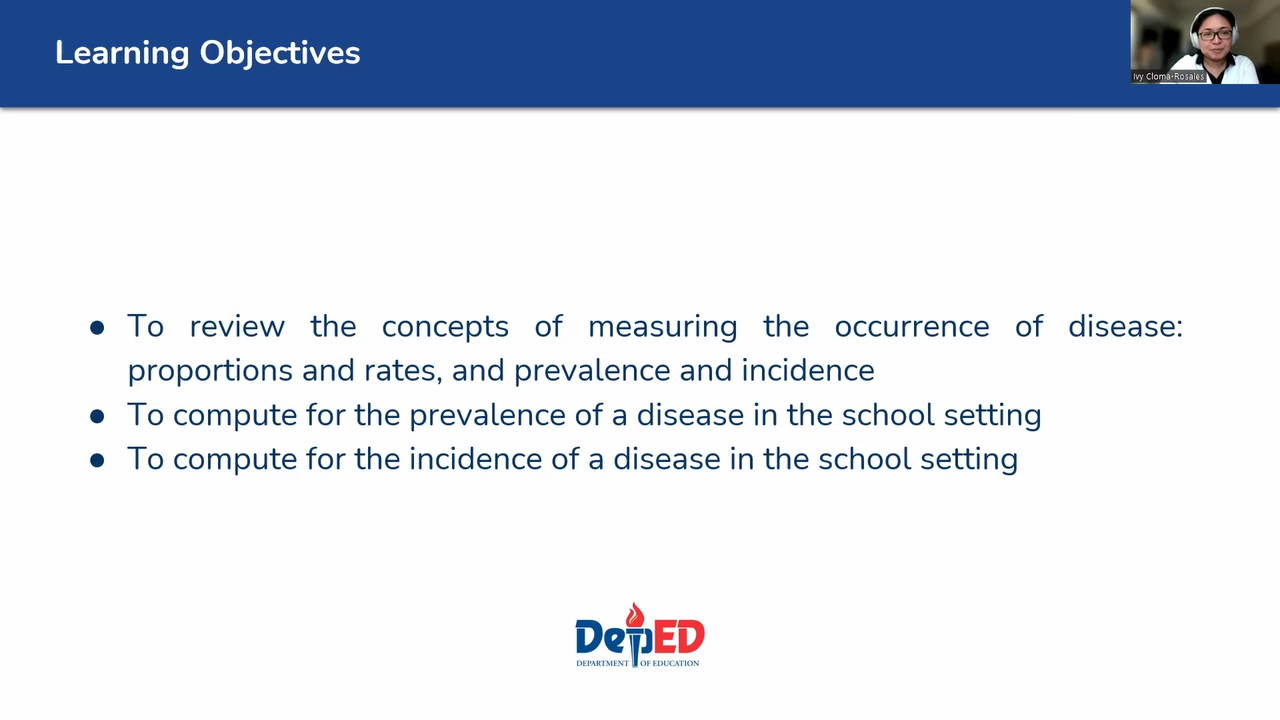 Learning Objectives
Ivy Cloma-Rosales
● To review the concepts of measuring the occurrence of disease:
proportions and rates, and prevalence and incidence
● To compute for the prevalence of a disease in the school setting
● To compute for the incidence of a disease in the school setting
DepED
DEPARTMENT OF EDUCATION